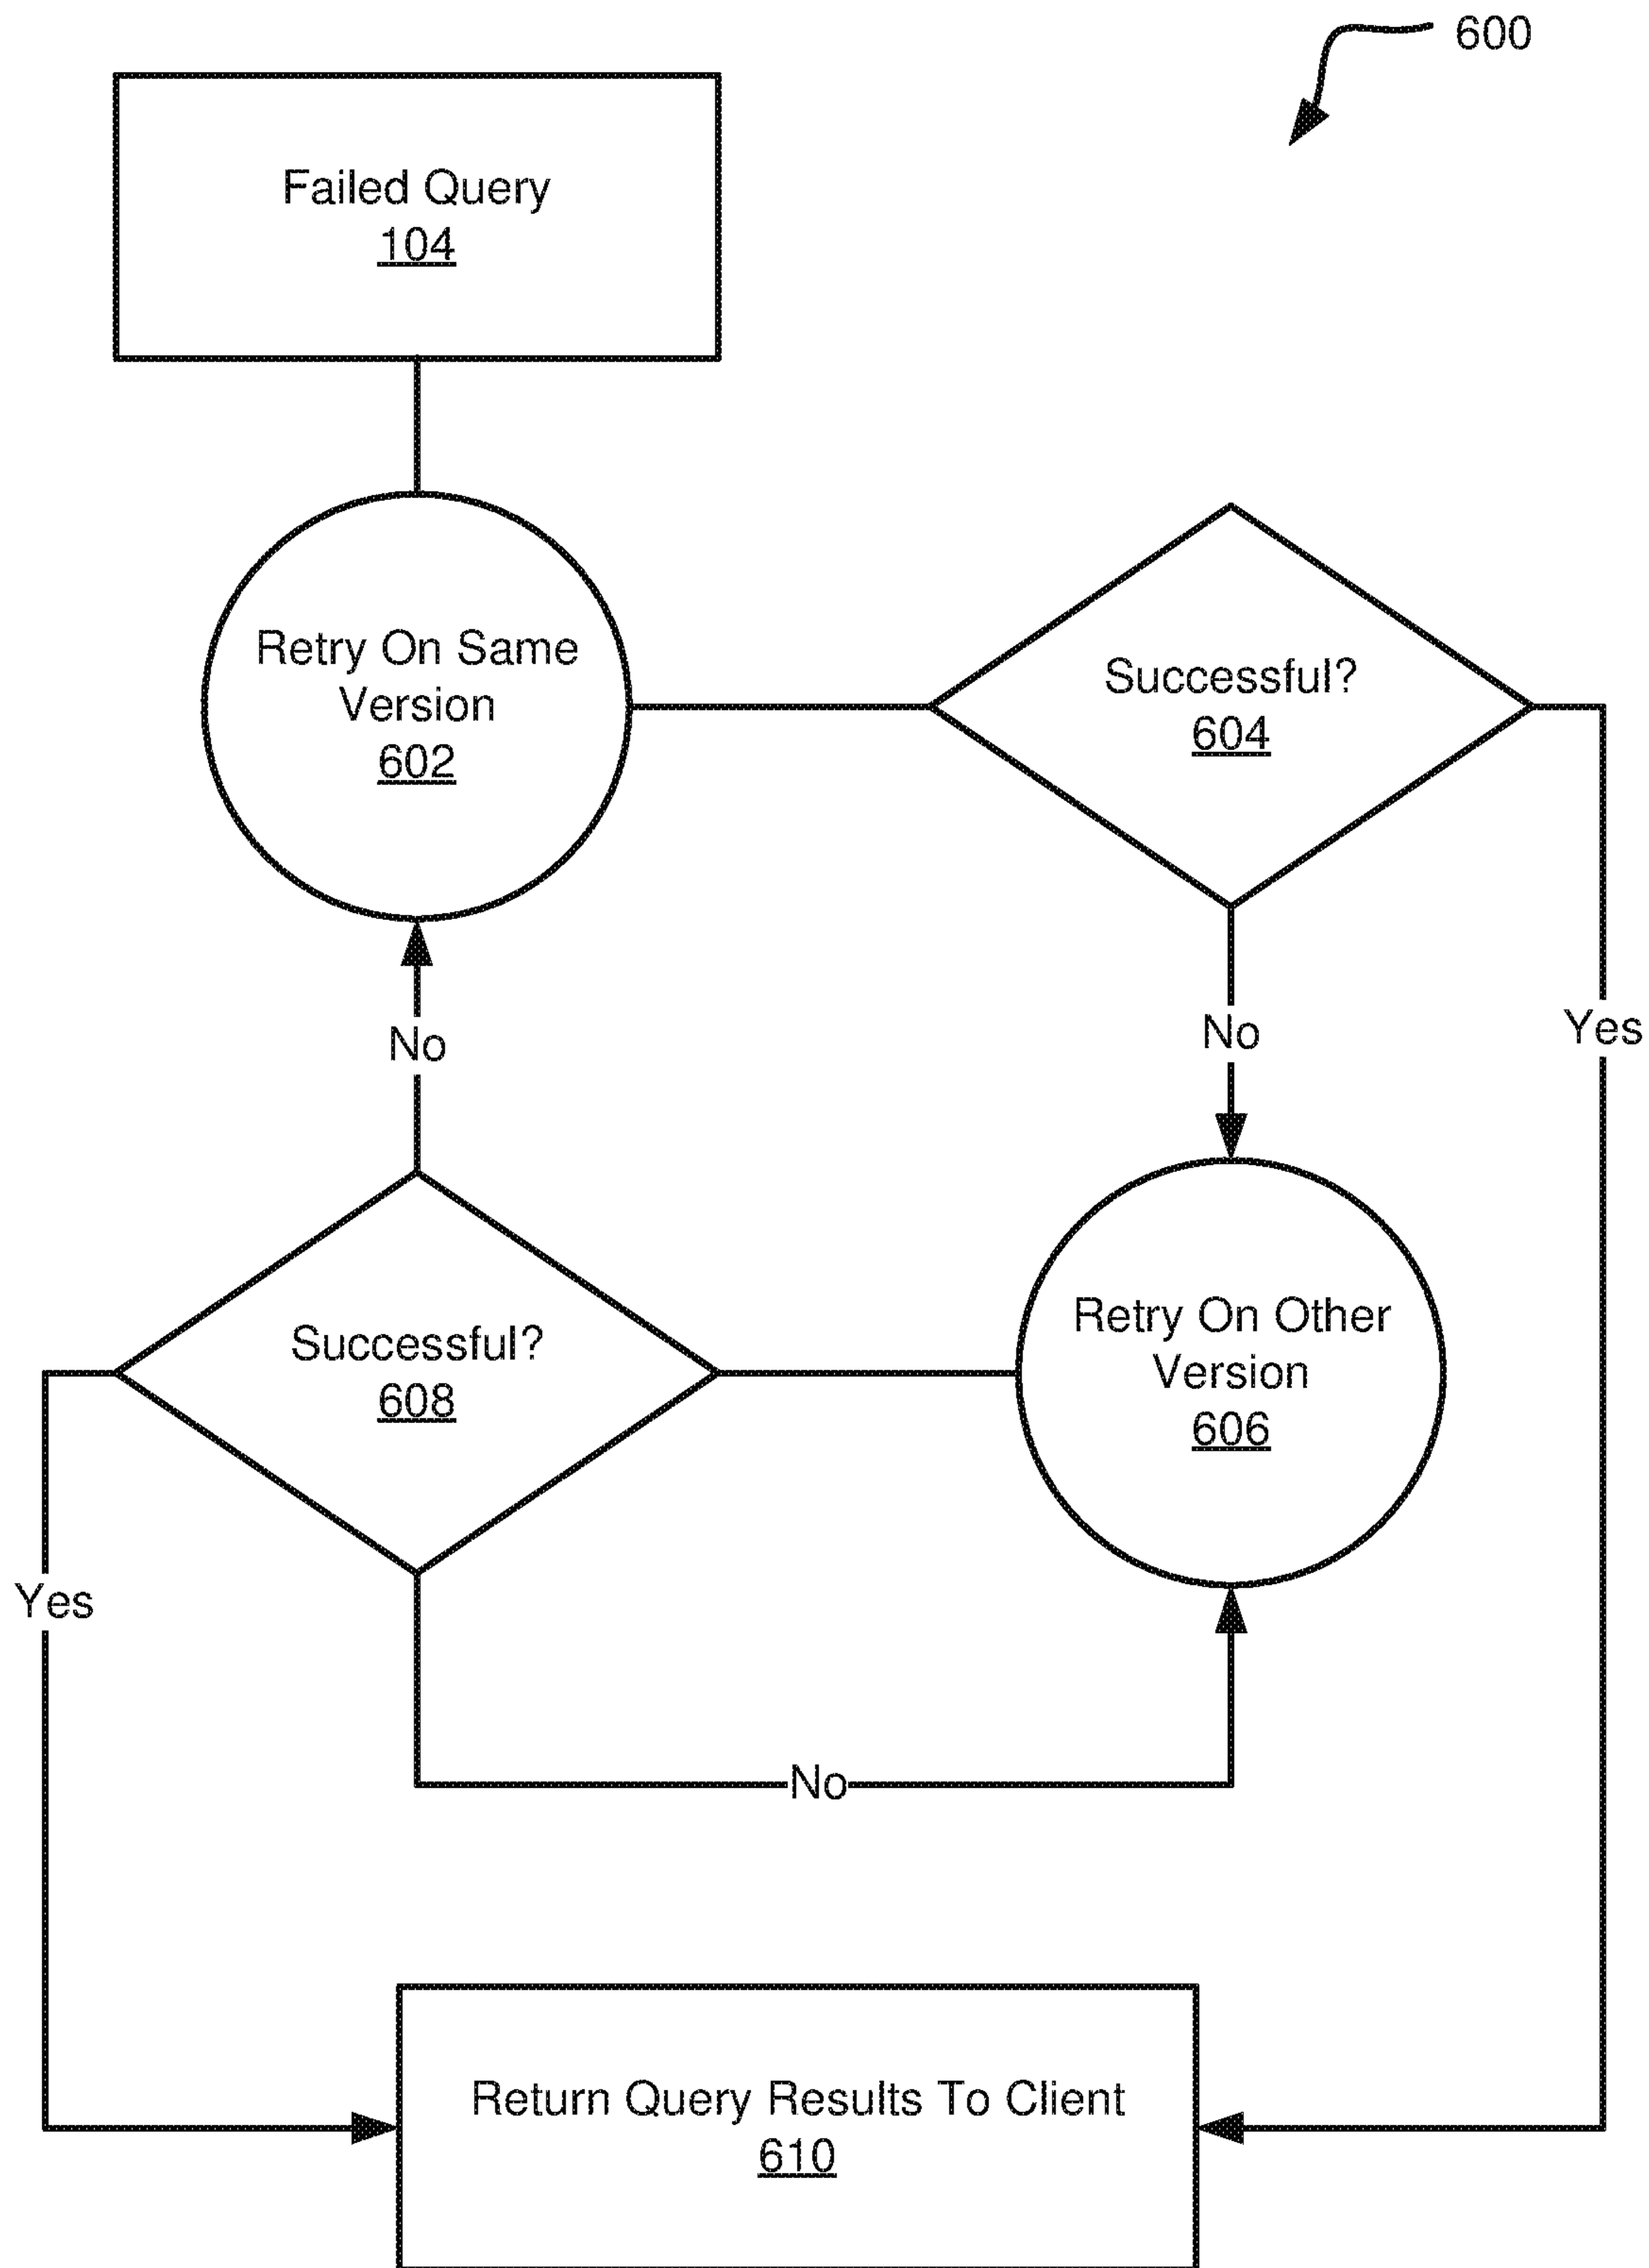 600
Failed Query
104
Retry On Same
Version
602
Successful?
604
No
No
Yes
Successful?
608
Retry On Other
Version
606
Yes
No
Return Query Results To Client
610